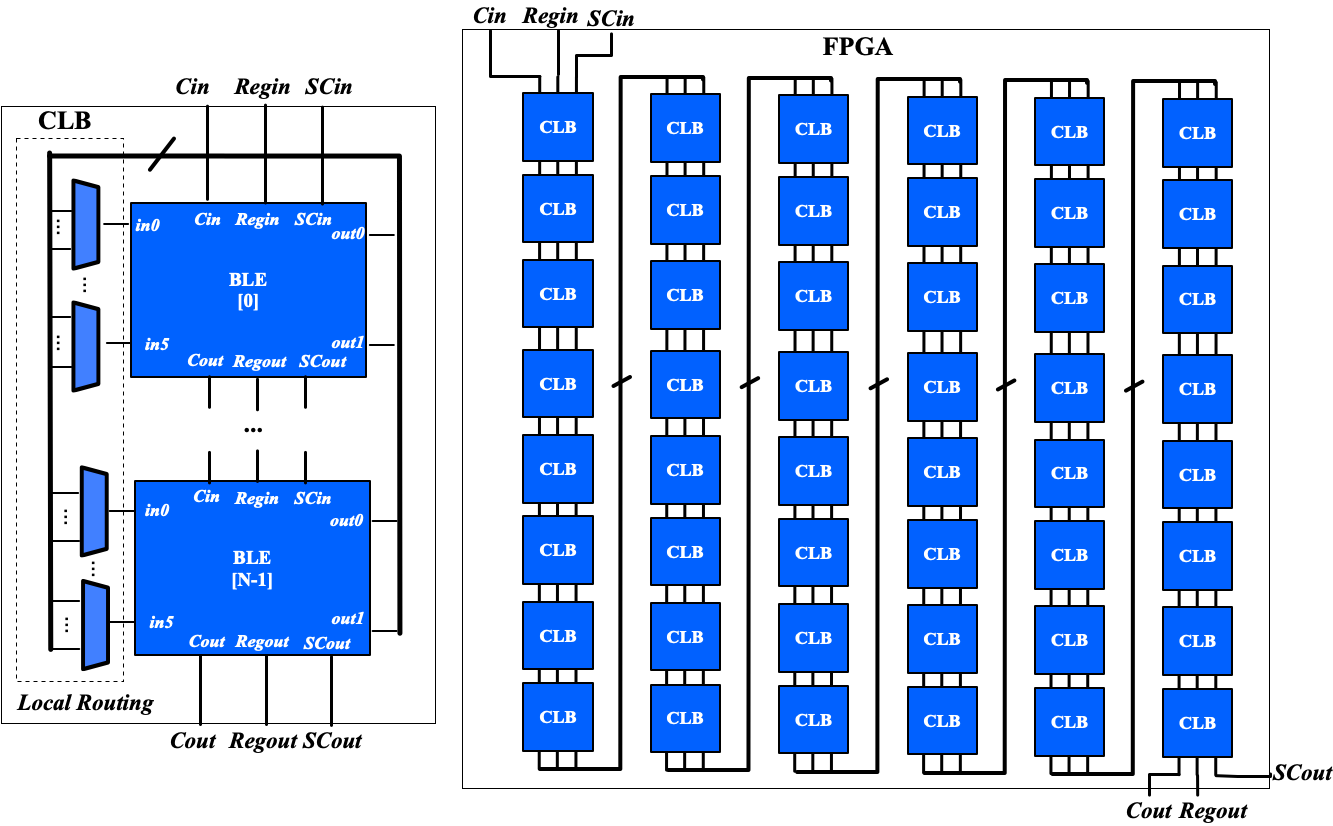 Cin Regin SCin
CLB
in0
Cin Regin SCin
out0
BLE
[0]
in5
out1
Cout Regout SCout
...
Cin Regin SCin
in0
out0
BLE
[N-1]
in5
out1
Cout Regout SCout
Local Routing
Cout Regout SCout
Cin Regin SCin
FPGA
CLB CLB CLB CLB CLB CLB
CLB CLB CLB CLB CLB CLB
CLB CLB CLB CLB CLB CLB
CLB CLB CLB CLB CLB CLB
CLB CLB CLB CLB CLB CLB
CLB CLB CLB CLB CLB CLB
CLB CLB CLB CLB CLB CLB
CLB CLB CLB CLB CLB CLB
SCout
Cout Regout